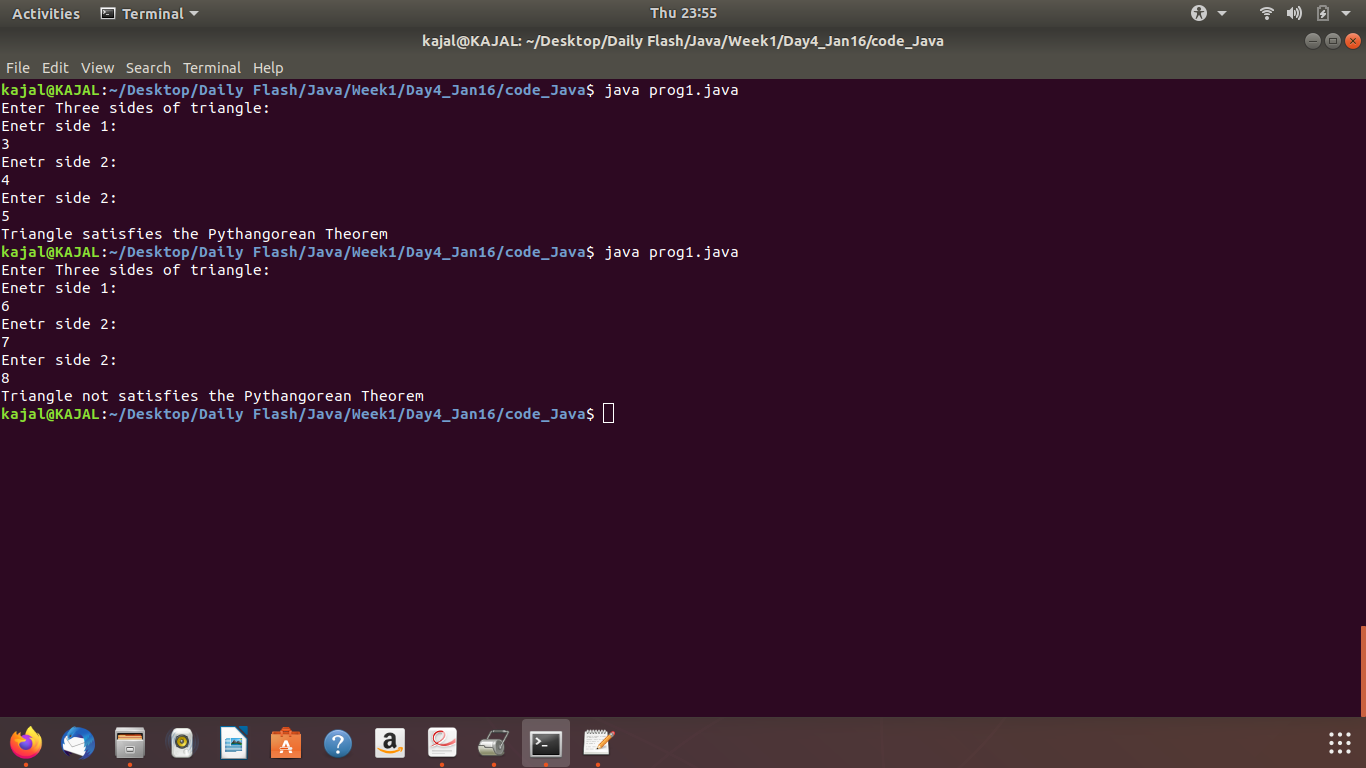 Activities Terminal Thu 23:55
kajal@KAJAL: ~/Desktop/Daily Flash/Java/Week1/Day4_Jan16/code_Java
File Edit View Search Terminal Help
kajal@KAJAL:~/Desktop/Daily Flash/Java/Week1/Day4_Jan16/code_Java$ java prog1.java
Enter Three sides of triangle:
Enetr side 1:
3
Enetr side 2:
4
Enter side 2:
5
Triangle satisfies the Pythangorean Theorem
kajal@KAJAL:~/Desktop/Daily Flash/Java/Week1/Day4_Jan16/code_Java$ java prog1.java
Enter Three sides of triangle:
Enetr side 1:
6
Enetr side 2:
7
Enter side 2:
8
Triangle not satisfies the Pythangorean Theorem
kajal@KAJAL:~/Desktop/Daily Flash/Java/Week1/Day4_Jan16/code_Java$